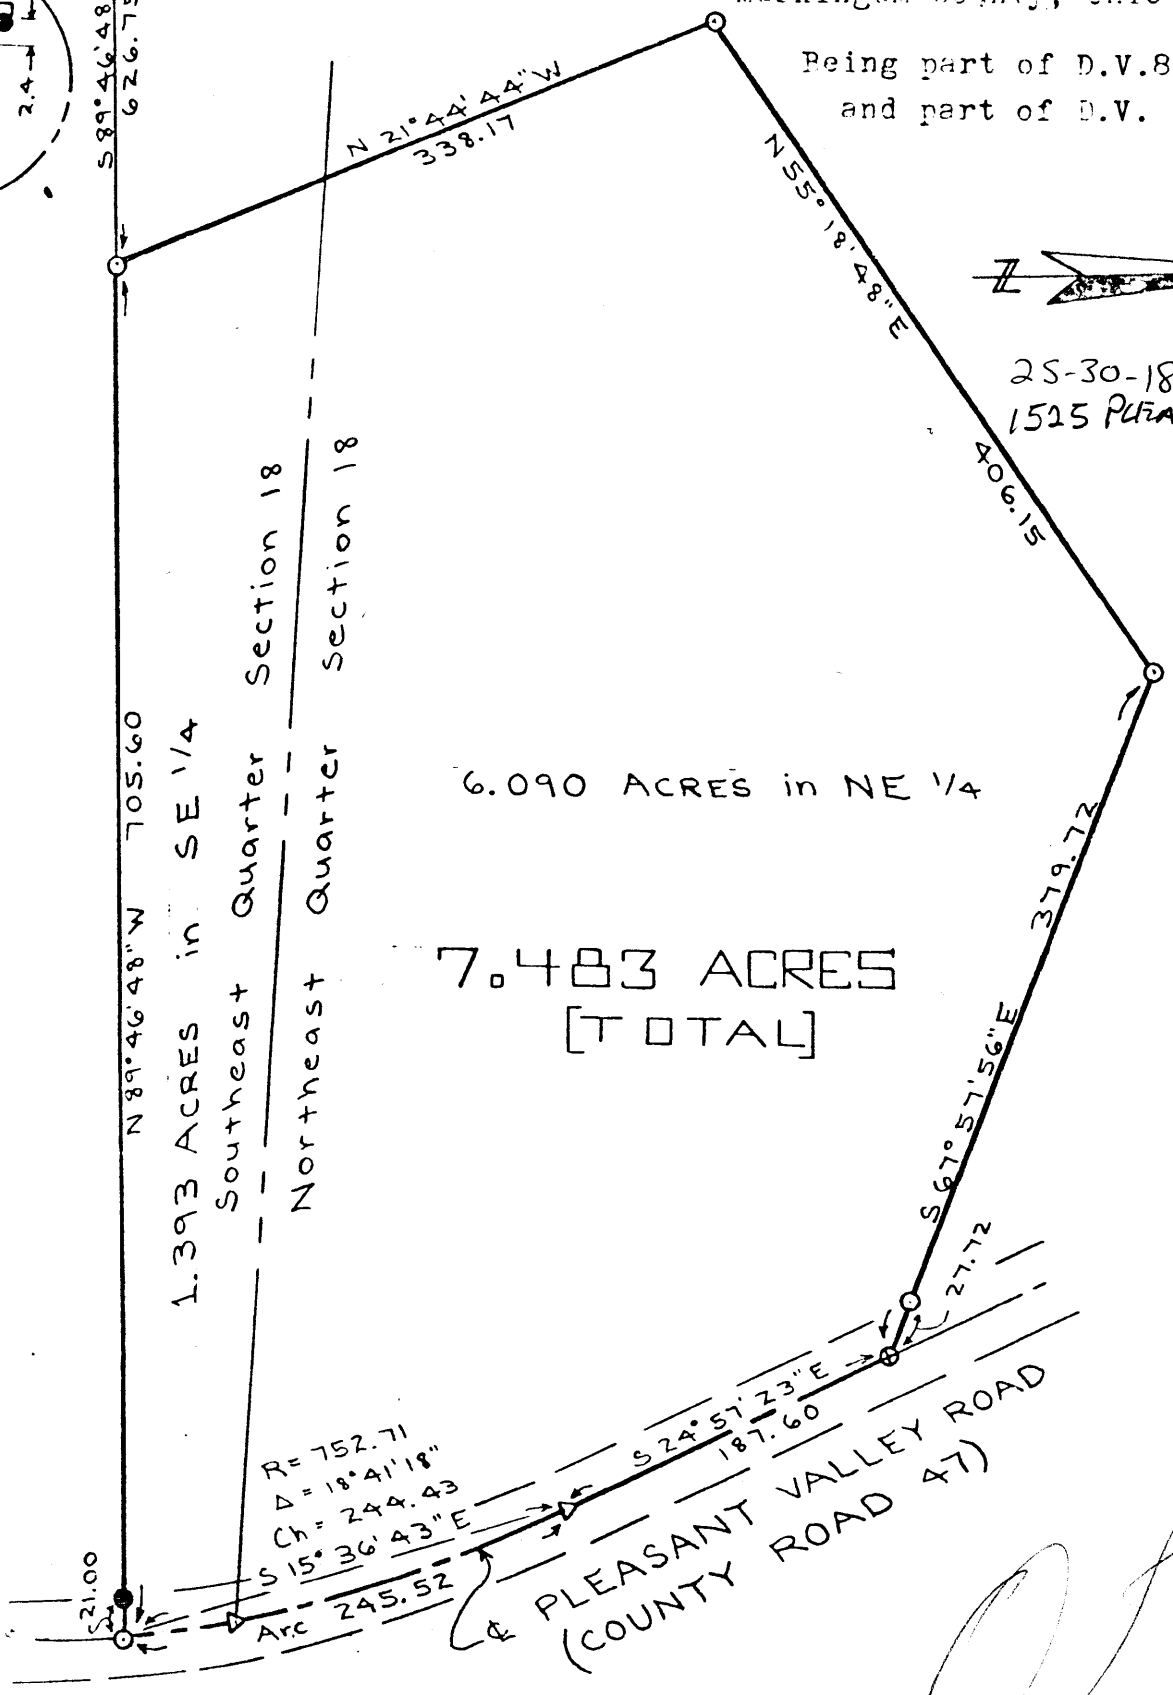 2.4
S 89°46'48
626.75
Being part of D.V.8
and part of D.V.
N 21°44'44" W
338.17
N 55°18'48" E
406.15
N
25-30-18
1525 PLEA
Southeast Quarter Section 18
Northeast Quarter Section 18
N 89°46'48" W 705.60
1.393 ACRES in SE 1/4
6.090 ACRES in NE 1/4
7.483 ACRES
[TOTAL]
379.72
S 67°57'56" E
27.72
S 24°57'23" E
187.60
R= 752.71
Δ = 18°41'18"
Ch = 244.43
S 15°36'43" E
Arc 245.52
21.00
℄ PLEASANT VALLEY ROAD
(COUNTY ROAD 47)